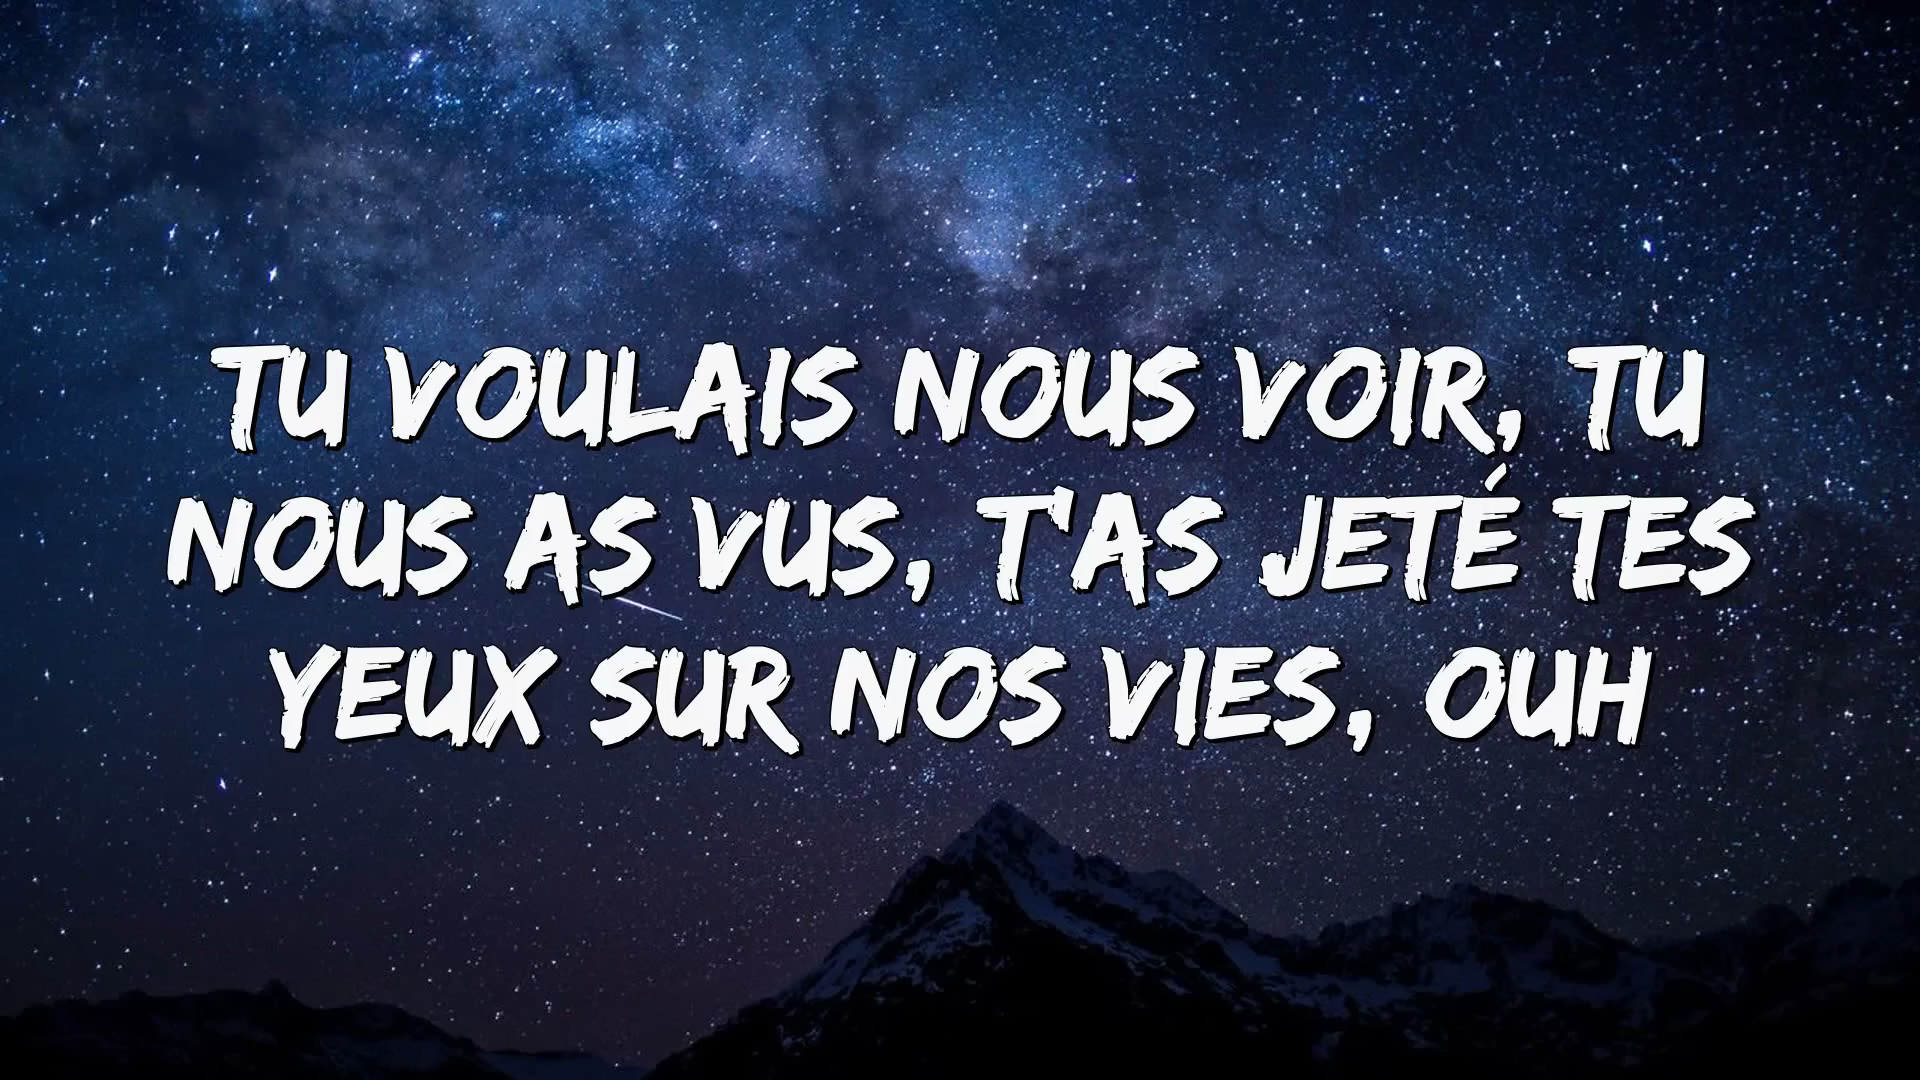 TU VOULAIS NOUS VOIR, TU
NOUS AS VUS, T'AS JETÉ TES
YEUX SUR NOS VIES, OUH